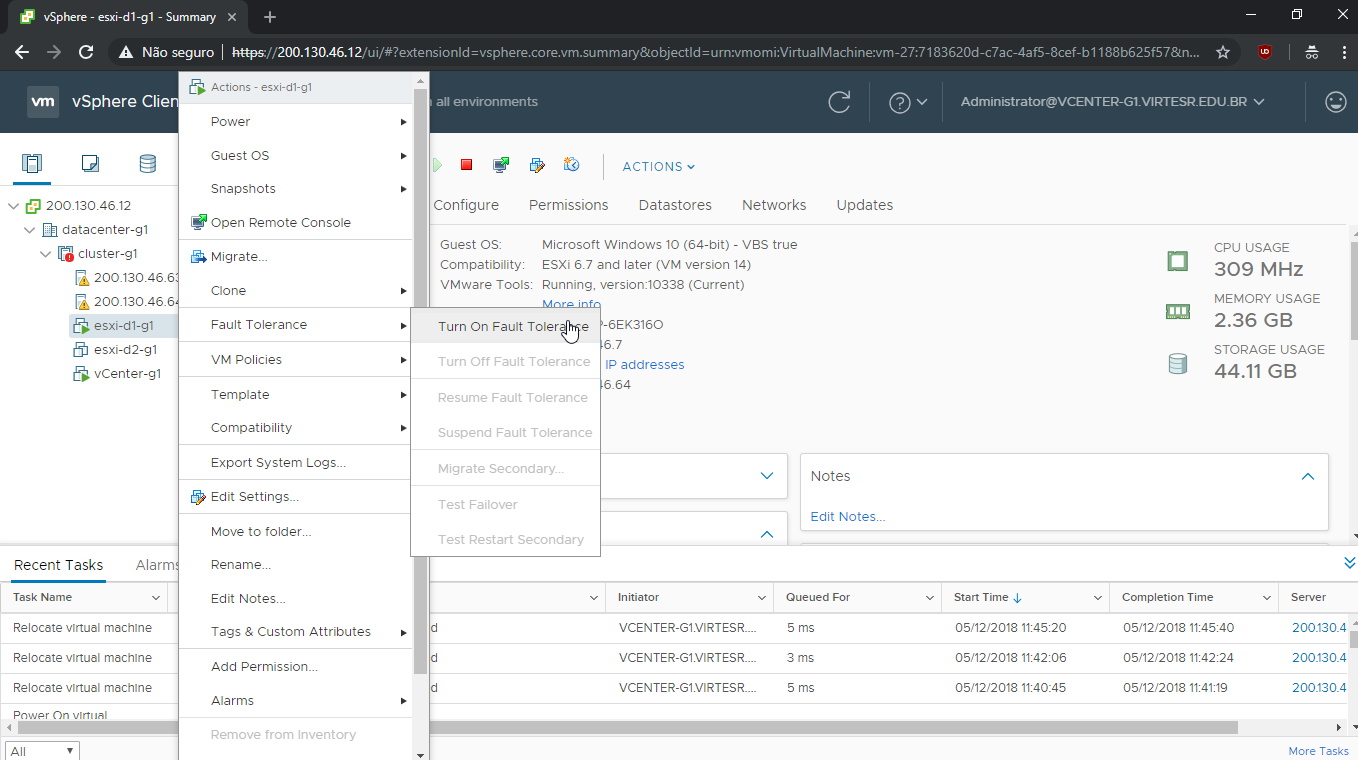 vSphere - esxi-d1-g1 - Summary
Não seguro
https://200.130.46.12/ui/#?extensionId=vsphere.core.vm.summary&objectId=urn:vmomi:VirtualMachine:vm-27:7183620d-c7ac-4af5-8cef-b1188b625f57&n...
vm
vSphere Clien
n all environments
Administrator@VCENTER-G1.VIRTESR.EDU.BR
Actions - esxi-d1-g1
Power
Guest OS
Snapshots
Open Remote Console
Migrate...
Clone
Fault Tolerance
VM Policies
Template
Compatibility
Export System Logs...
Edit Settings...
Move to folder...
Rename...
Edit Notes...
Tags & Custom Attributes
Add Permission...
Alarms
Remove from Inventory
Turn On Fault Tolerance
Turn Off Fault Tolerance
Resume Fault Tolerance
Suspend Fault Tolerance
Migrate Secondary...
Test Failover
Test Restart Secondary
200.130.46.12
datacenter-g1
cluster-g1
200.130.46.63
200.130.46.64
esxi-d1-g1
esxi-d2-g1
vCenter-g1
ACTIONS
Configure Permissions Datastores Networks Updates
Guest OS: Microsoft Windows 10 (64-bit) - VBS true
Compatibility: ESXi 6.7 and later (VM version 14)
VMware Tools: Running, version:10338 (Current)
More info
P-6EK316O
46.7
IP addresses
46.64
CPU USAGE
309 MHz
MEMORY USAGE
2.36 GB
STORAGE USAGE
44.11 GB
Notes
Edit Notes...
Recent Tasks Alarms
Task Name Initiator Queued For Start Time Completion Time Server
Relocate virtual machine d VCENTER-G1.VIRTESR.... 5 ms 05/12/2018 11:45:20 05/12/2018 11:45:40 200.130.4
Relocate virtual machine d VCENTER-G1.VIRTESR.... 3 ms 05/12/2018 11:42:06 05/12/2018 11:42:24 200.130.4
Relocate virtual machine d VCENTER-G1.VIRTESR.... 5 ms 05/12/2018 11:40:45 05/12/2018 11:41:19 200.130.4
Power On virtual
All
More Tasks